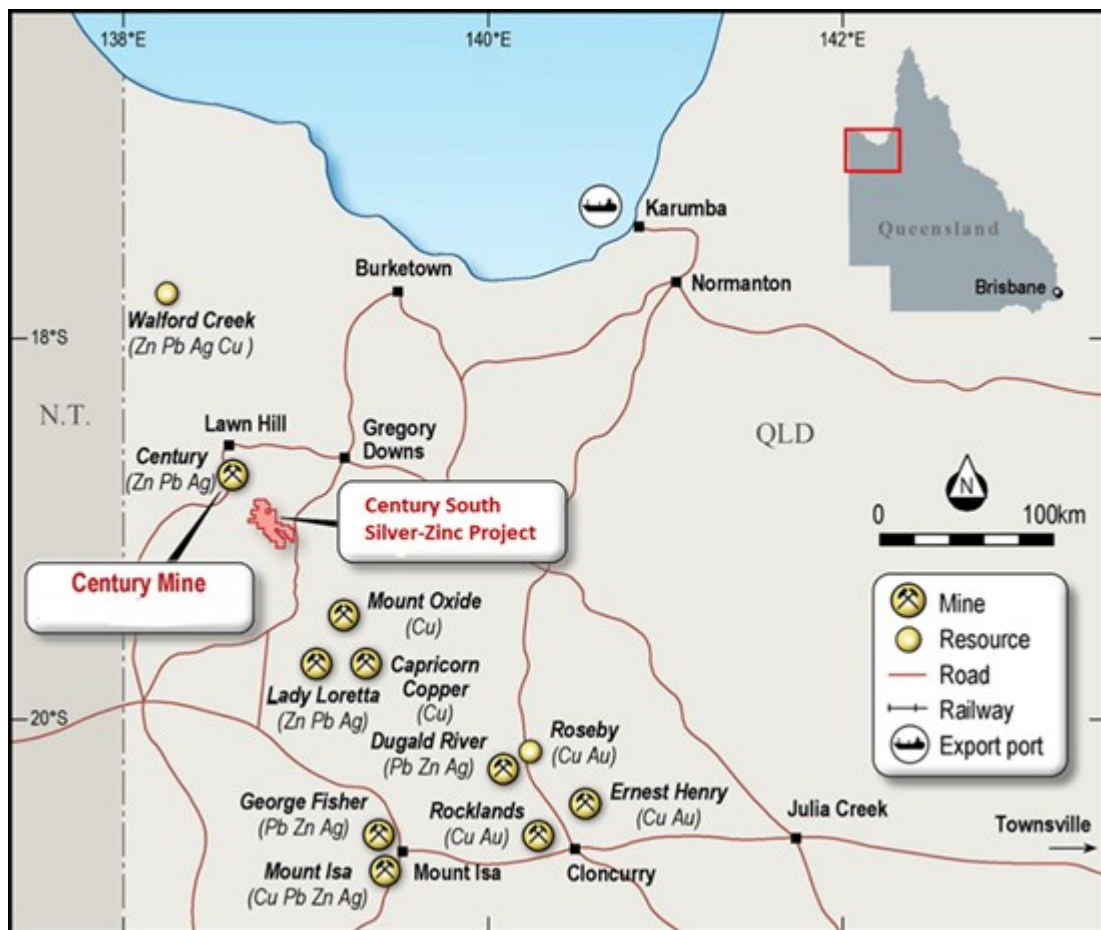 138°E
140°E
142°E
Karumba
Queensland
Burketown
Normanton
Brisbane
Walford Creek
(Zn Pb Ag Cu )
18°S
N.T.
Lawn Hill
Gregory
Downs
QLD
Century
(Zn Pb Ag)
N
Century South
Silver-Zinc Project
0
100km
Century Mine
Mount Oxide
(Cu)
Mine
Resource
Road
Railway
Export port
Capricorn
Copper
(Cu)
Lady Loretta
(Zn Pb Ag)
20°S
Roseby
(Cu Au)
Dugald River
(Pb Zn Ag)
Ernest Henry
(Cu Au)
George Fisher
(Pb Zn Ag)
Rocklands
(Cu Au)
Julia Creek
Townsville
Mount Isa
(Cu Pb Zn Ag)
Mount Isa
Cloncurry